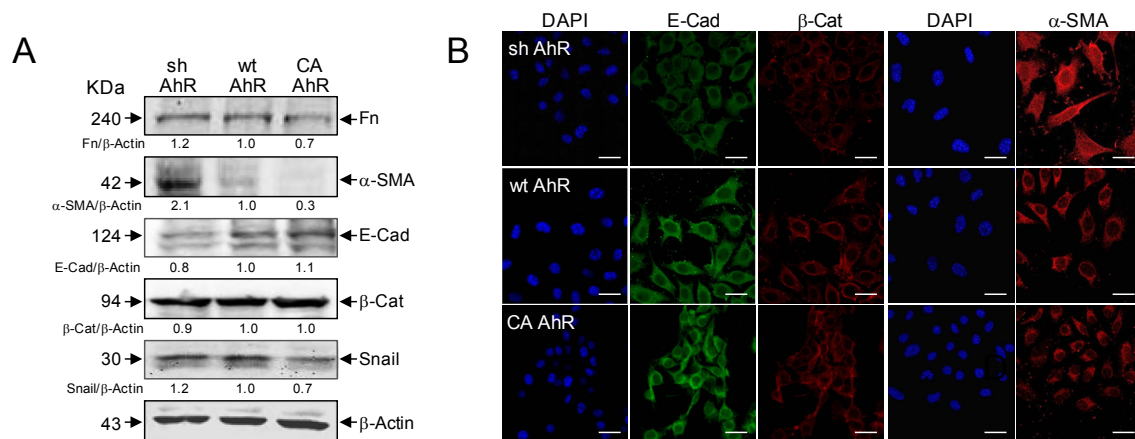 A
KDa
sh AhR
wt AhR
CA AhR
240
Fn
Fn/β-Actin 1.2 1.0 0.7
42
α-SMA
α-SMA/β-Actin 2.1 1.0 0.3
124
E-Cad
E-Cad/β-Actin 0.8 1.0 1.1
94
β-Cat
β-Cat/β-Actin 0.9 1.0 1.0
30
Snail
Snail/β-Actin 1.2 1.0 0.7
43
β-Actin
B
DAPI E-Cad β-Cat DAPI α-SMA
sh AhR
wt AhR
CA AhR